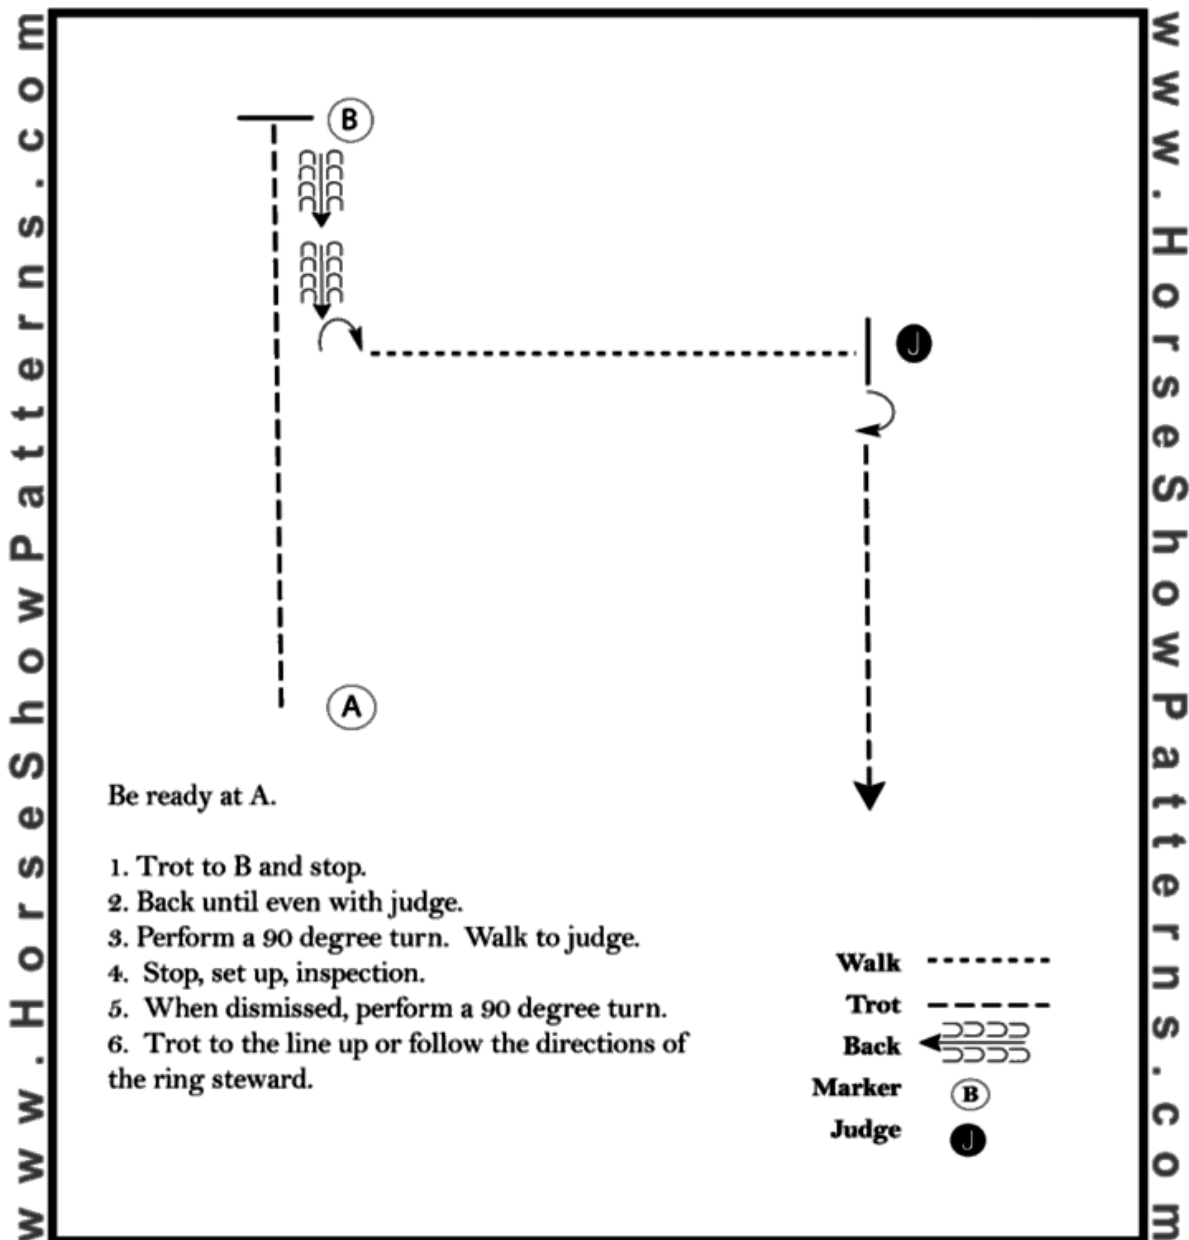 www.HorseShowPatterns.com
www.HorseShowPatterns.com
B
J
A
Be ready at A.
1. Trot to B and stop.
2. Back until even with judge.
3. Perform a 90 degree turn.  Walk to judge.
4.  Stop, set up, inspection.
5.  When dismissed, perform a 90 degree turn.
6.  Trot to the line up or follow the directions of
the ring steward.
Walk
Trot
Back
Marker B
Judge J